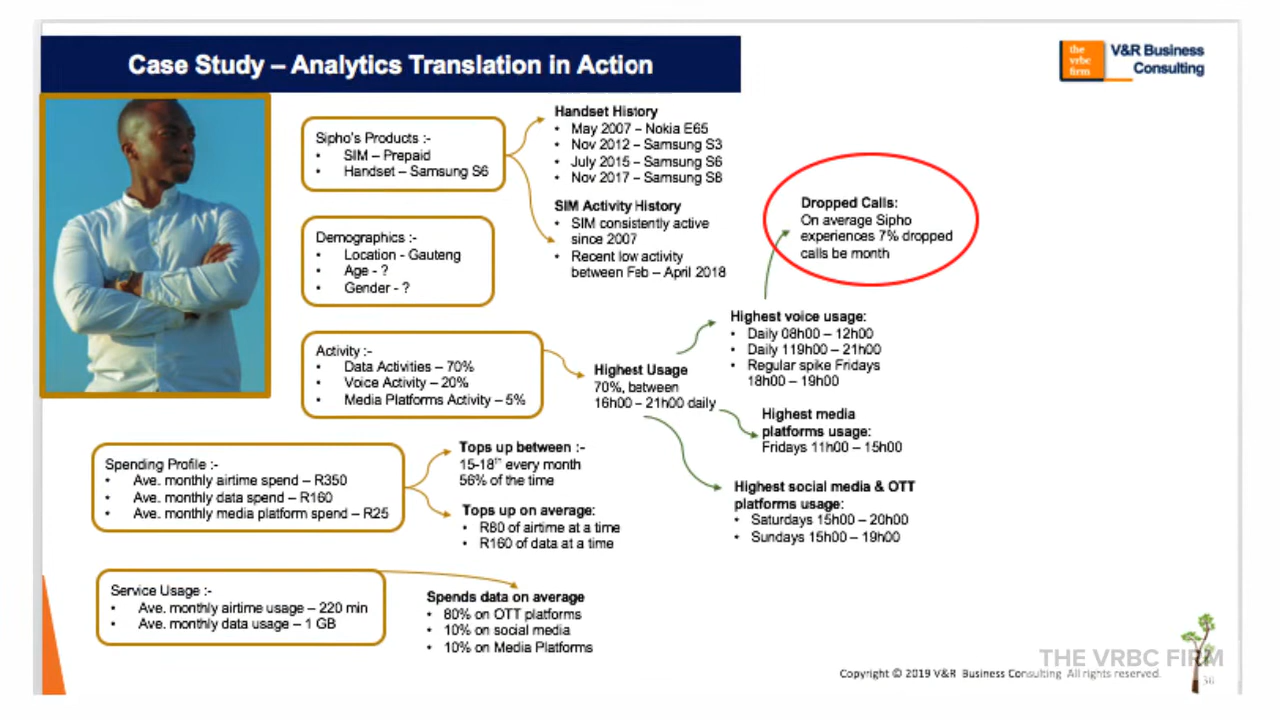 Case Study – Analytics Translation in Action
the
vrbc
firm
V&R Business
Consulting
Sipho's Products :-
• SIM – Prepaid
• Handset – Samsung S6
Handset History
• May 2007 – Nokia E65
• Nov 2012 – Samsung S3
• July 2015 – Samsung S6
• Nov 2017 – Samsung S8
SIM Activity History
• SIM consistently active
since 2007
• Recent low activity
between Feb – April 2018
Demographics :-
• Location - Gauteng
• Age - ?
• Gender - ?
Dropped Calls:
On average Sipho
experiences 7% dropped
calls be month
Activity :-
• Data Activities – 70%
• Voice Activity – 20%
• Media Platforms Activity – 5%
Highest Usage
70%, between
16h00 – 21h00 daily
Highest voice usage:
• Daily 08h00 – 12h00
• Daily 119h00 – 21h00
• Regular spike Fridays
18h00 – 19h00
Highest media
platforms usage:
Fridays 11h00 – 15h00
Highest social media & OTT
platforms usage:
• Saturdays 15h00 – 20h00
• Sundays 15h00 – 19h00
Spending Profile :-
• Ave. monthly airtime spend – R350
• Ave. monthly data spend – R160
• Ave. monthly media platform spend – R25
Tops up between :-
15-18th every month
56% of the time
Tops up on average:
• R80 of airtime at a time
• R160 of data at a time
Service Usage :-
• Ave. monthly airtime usage – 220 min
• Ave. monthly data usage – 1 GB
Spends data on average
• 80% on OTT platforms
• 10% on social media
• 10% on Media Platforms
THE VRBC FIRM
Copyright © 2019 V&R Business Consulting All rights reserved.